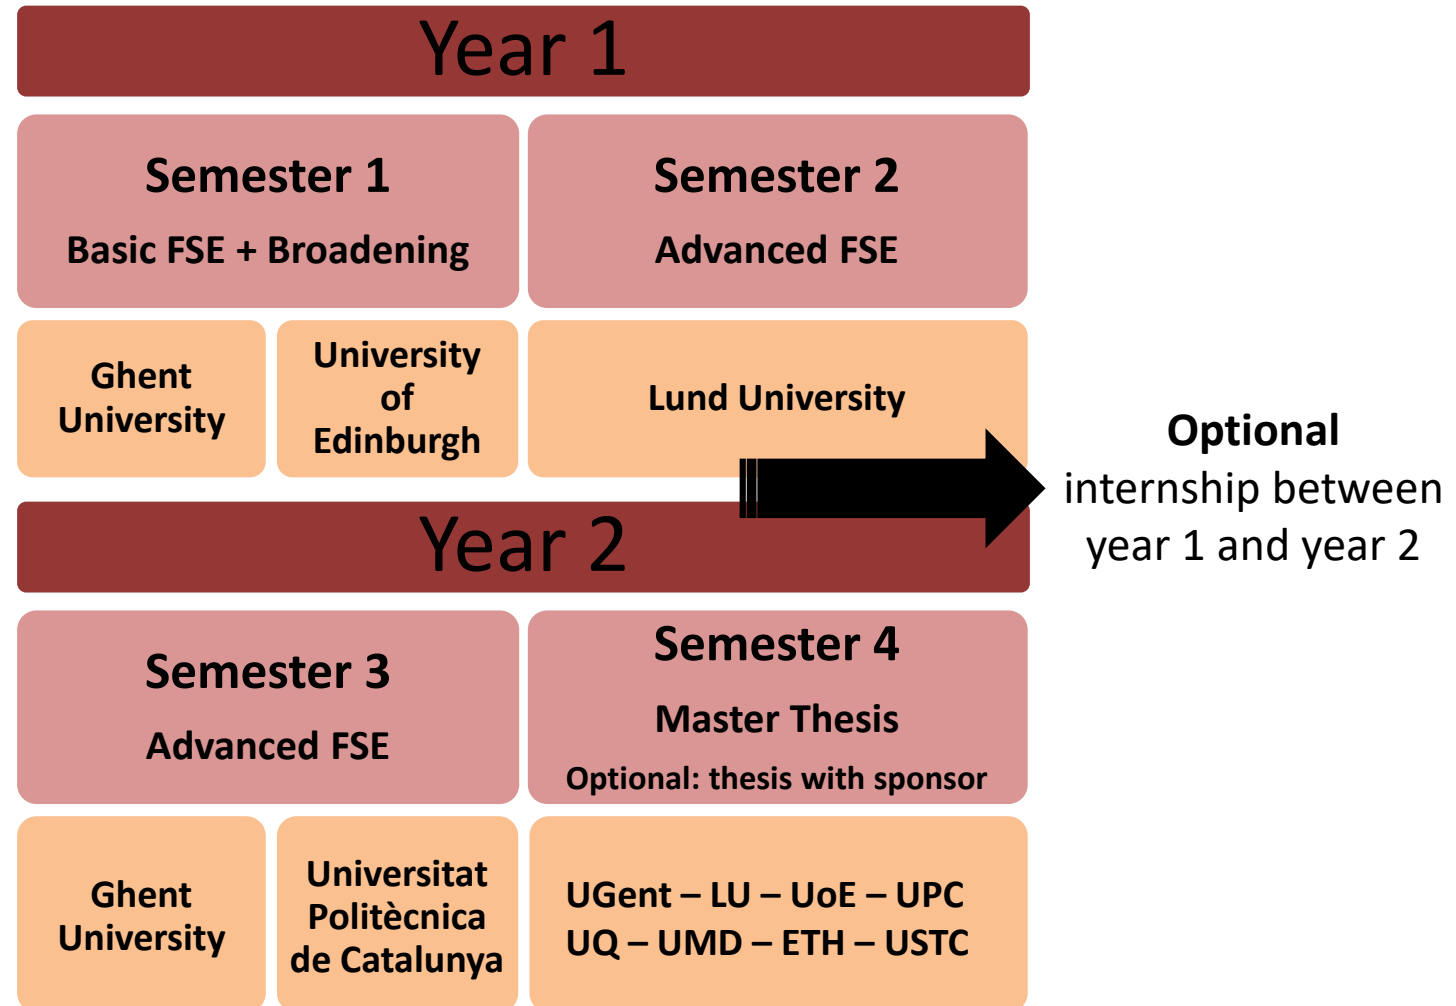 Year 1
Semester 1
Basic FSE + Broadening
Semester 2
Advanced FSE
Ghent
University
University
of
Edinburgh
Lund University
Optional
internship between
year 1 and year 2
Year 2
Semester 3
Advanced FSE
Semester 4
Master Thesis
Optional: thesis with sponsor
Ghent
University
Universitat
Politècnica
de Catalunya
UGent – LU – UoE – UPC
UQ – UMD – ETH – USTC